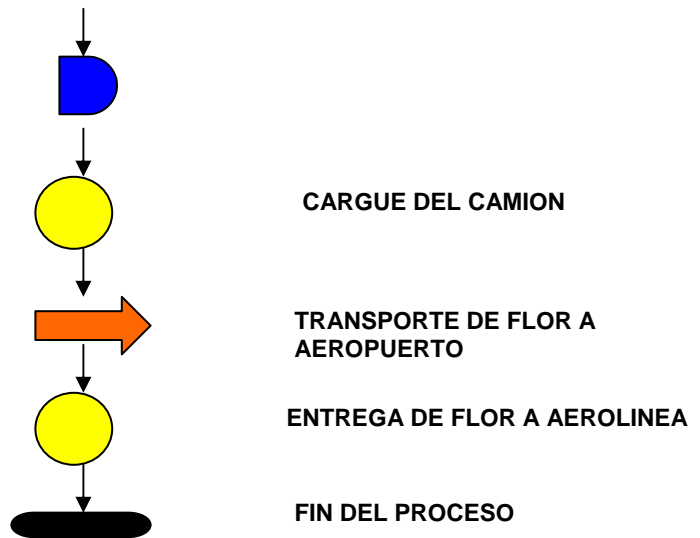 CARGUE DEL CAMION
TRANSPORTE DE FLOR A
AEROPUERTO
ENTREGA DE FLOR A AEROLINEA
FIN DEL PROCESO